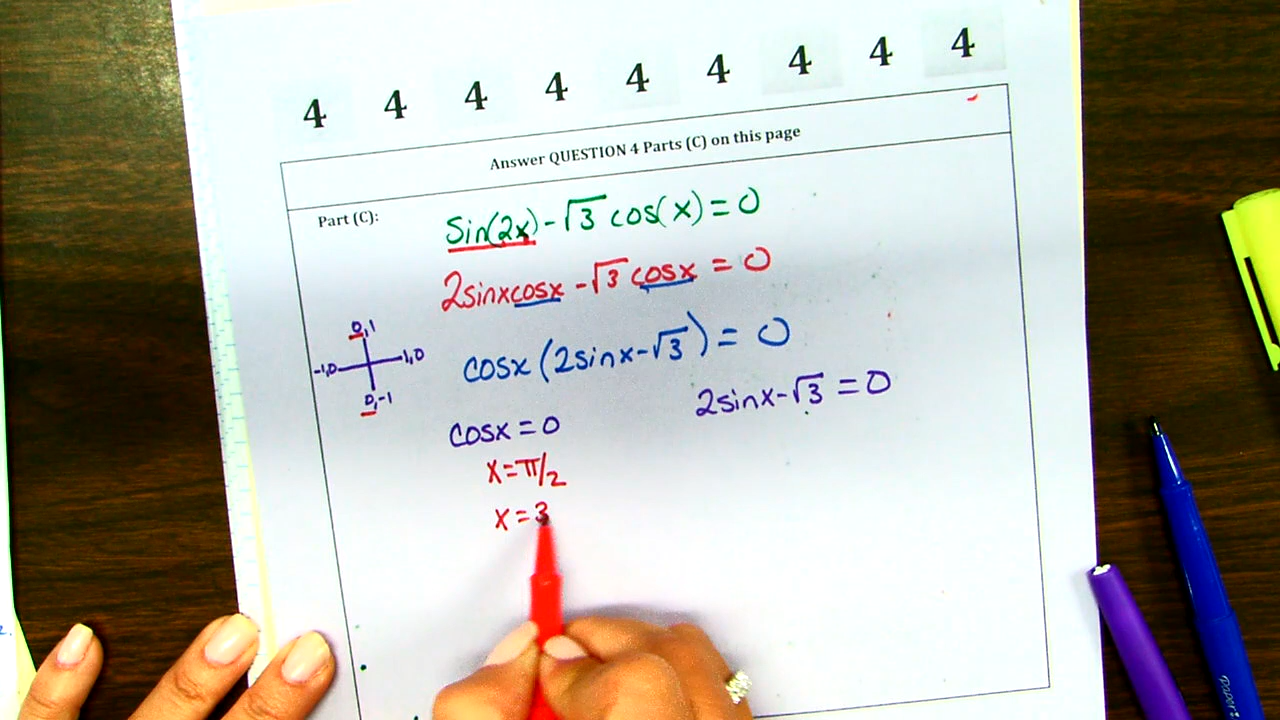 4 4 4 4 4 4 4 4 4
Answer QUESTION 4 Parts (C) on this page
Part (C):
Sin(2x) - √3 cos(x) = 0
2sinxcosx - √3 cosx = 0
0,1
-1,0
1,0
0,-1
cosx (2sinx - √3) = 0
2sinx - √3 = 0
cosx = 0
x = π/2
x = 3
2.
Paper